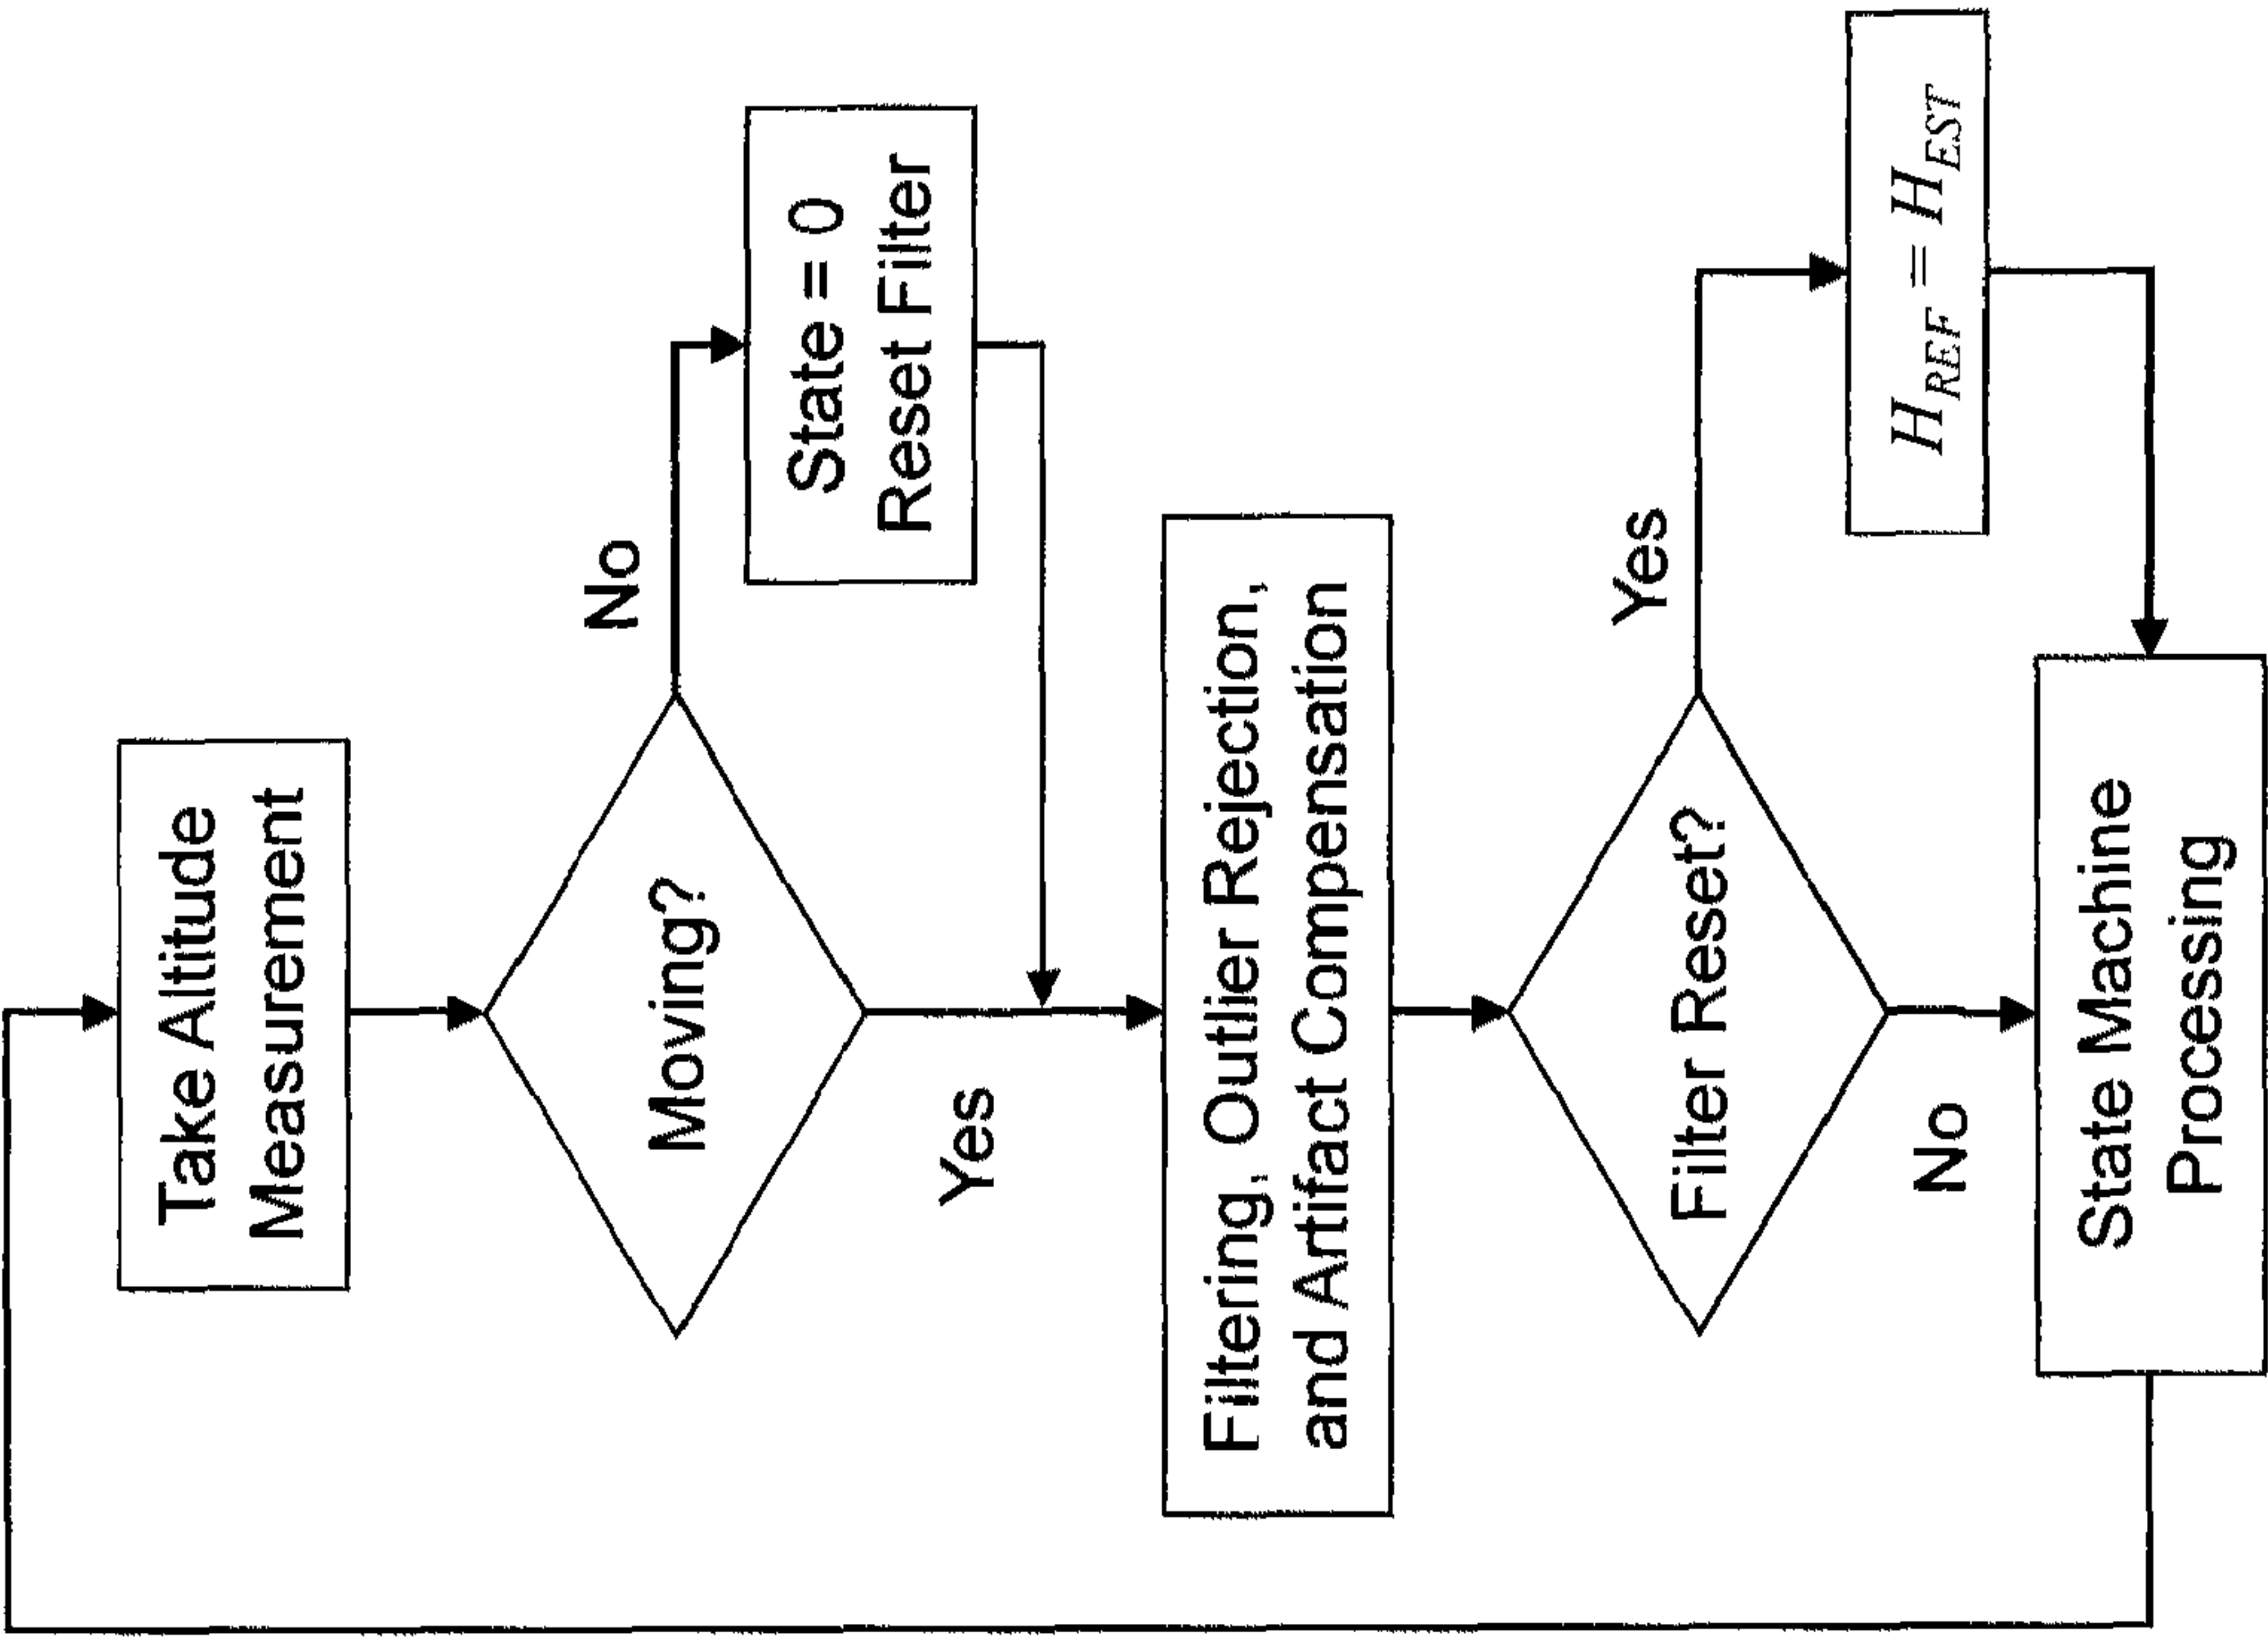 Take Altitude
Measurement
Moving?
No
State = 0
Reset Filter
Yes
Filtering, Outlier Rejection,
and Artifact Compensation
Filter Reset?
Yes
H_REF = H_EST
No
State Machine
Processing